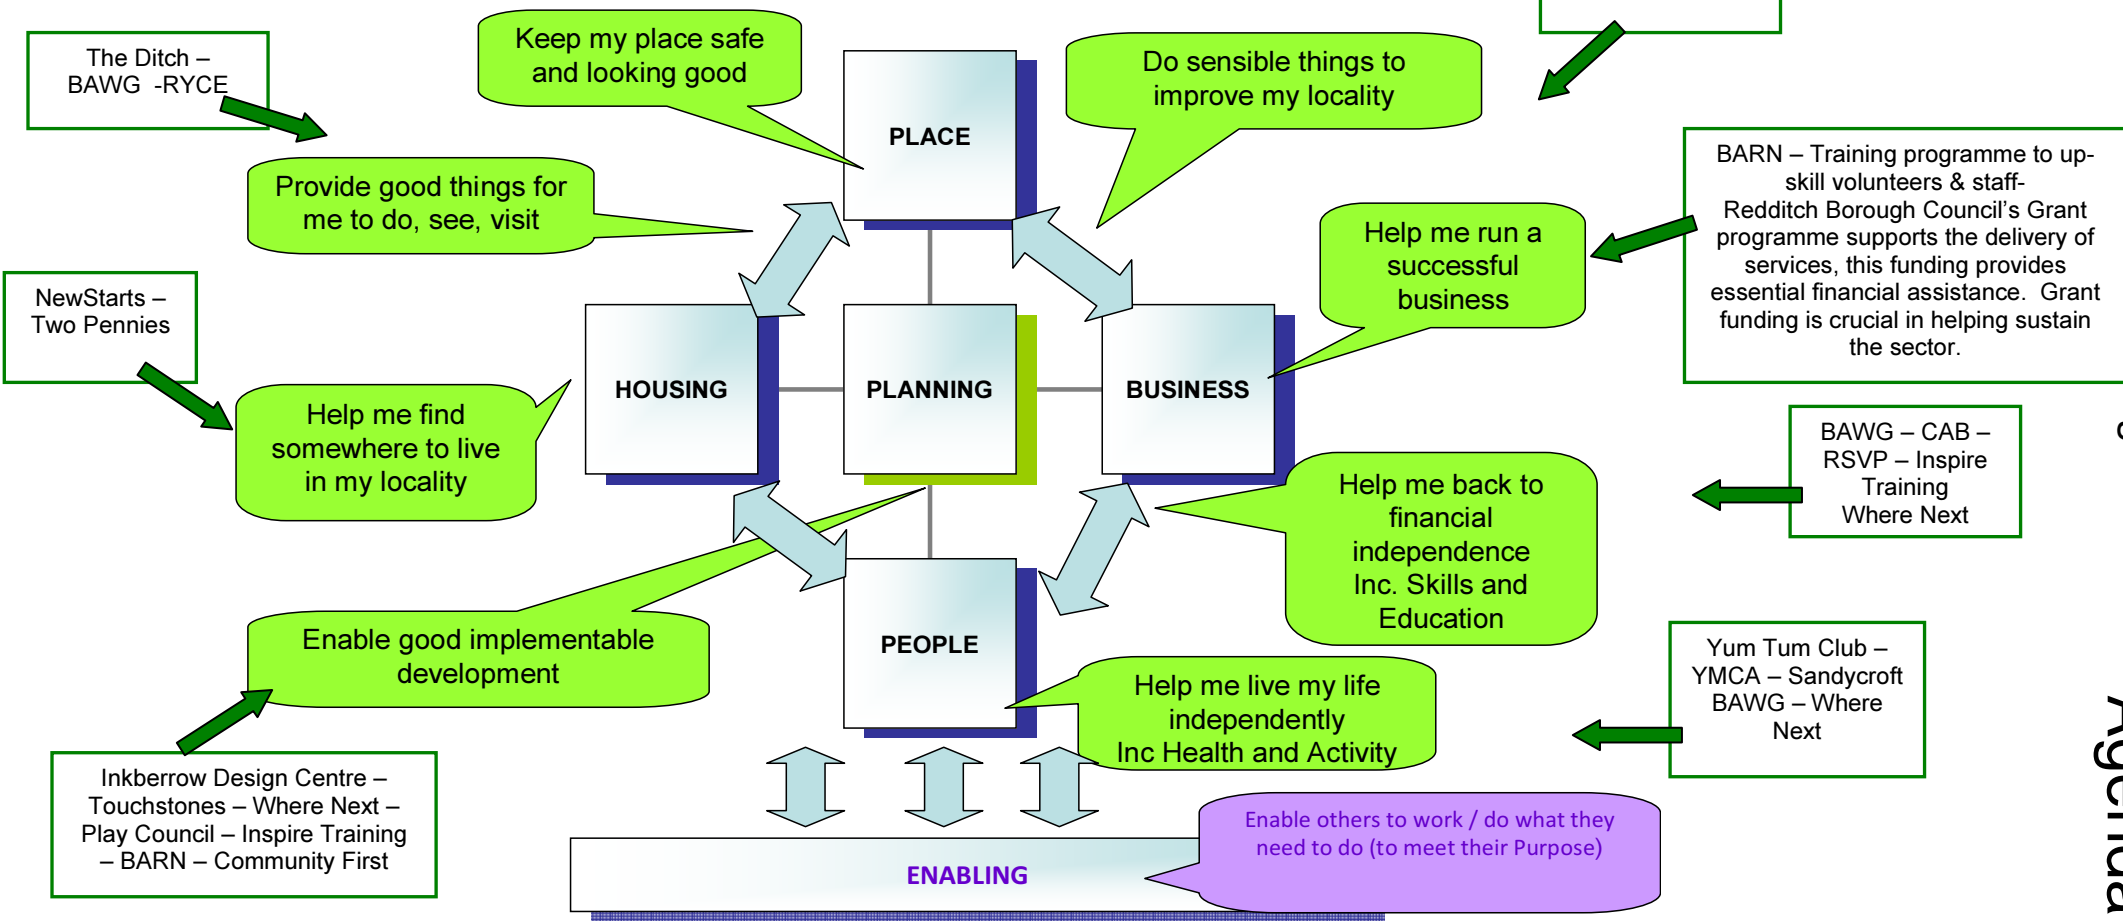 The Ditch –
BAWG -RYCE
Keep my place safe
and looking good
PLACE
Do sensible things to
improve my locality
Provide good things for
me to do, see, visit
Help me run a
successful
business
BARN – Training programme to up-
skill volunteers & staff-
Redditch Borough Council’s Grant
programme supports the delivery of
services, this funding provides
essential financial assistance. Grant
funding is crucial in helping sustain
the sector.
NewStarts –
Two Pennies
HOUSING
PLANNING
BUSINESS
Help me find
somewhere to live
in my locality
BAWG – CAB –
RSVP – Inspire
Training
Where Next
Help me back to
financial
independence
Inc. Skills and
Education
Enable good implementable
development
PEOPLE
Help me live my life
independently
Inc Health and Activity
Yum Tum Club –
YMCA – Sandycroft
BAWG – Where
Next
Inkberrow Design Centre –
Touchstones – Where Next –
Play Council – Inspire Training
– BARN – Community First
Enable others to work / do what they
need to do (to meet their Purpose)
ENABLING
Agenda